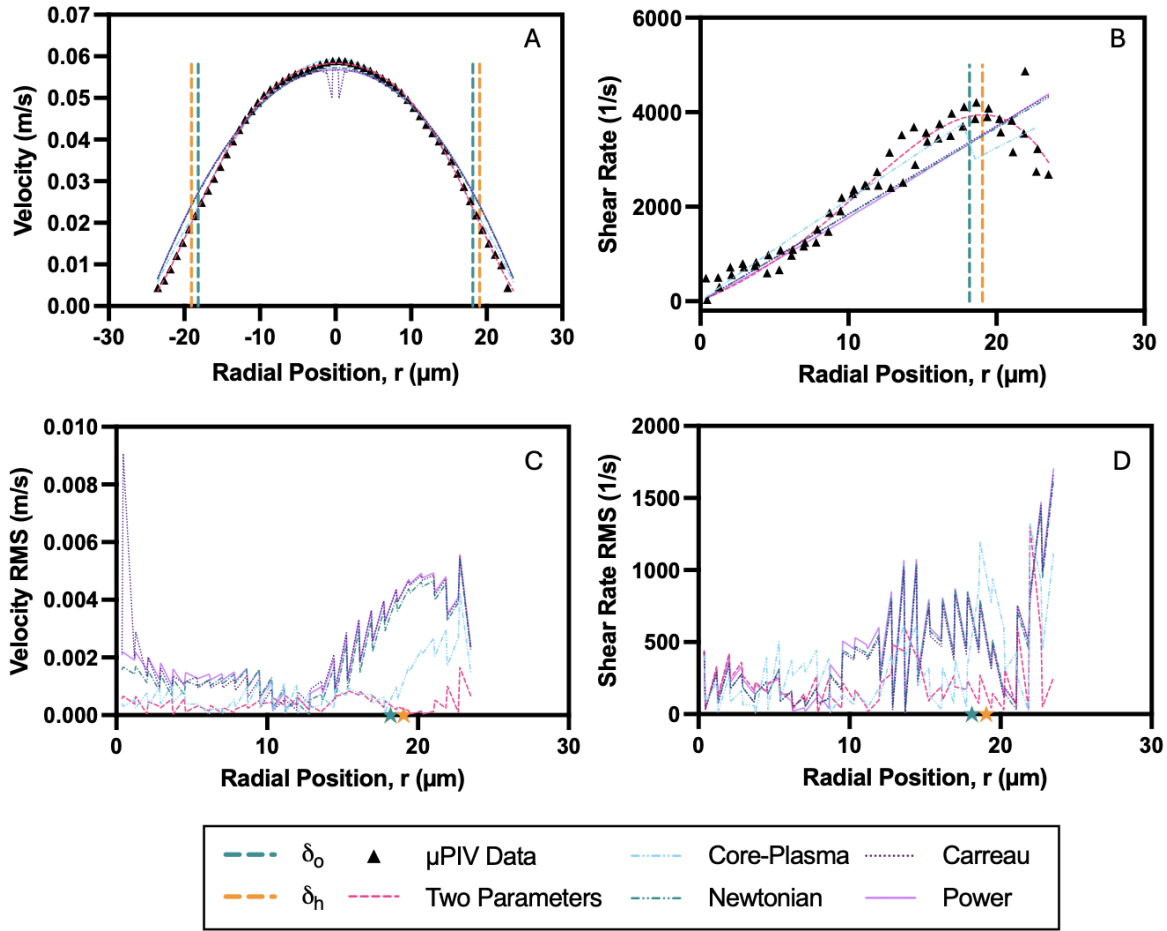 A
0.07
0.06
0.05
0.04
0.03
0.02
0.01
0.00
Velocity (m/s)
-30 -20 -10 0 10 20 30
Radial Position, r (µm)
B
6000
4000
2000
0
Shear Rate (1/s)
0 10 20 30
Radial Position, r (µm)
C
0.010
0.008
0.006
0.004
0.002
0.000
Velocity RMS (m/s)
0 10 20 30
Radial Position, r (µm)
D
2000
1500
1000
500
0
Shear Rate RMS (1/s)
0 10 20 30
Radial Position, r (µm)
δo µPIV Data Core-Plasma Carreau
δh Two Parameters Newtonian Power